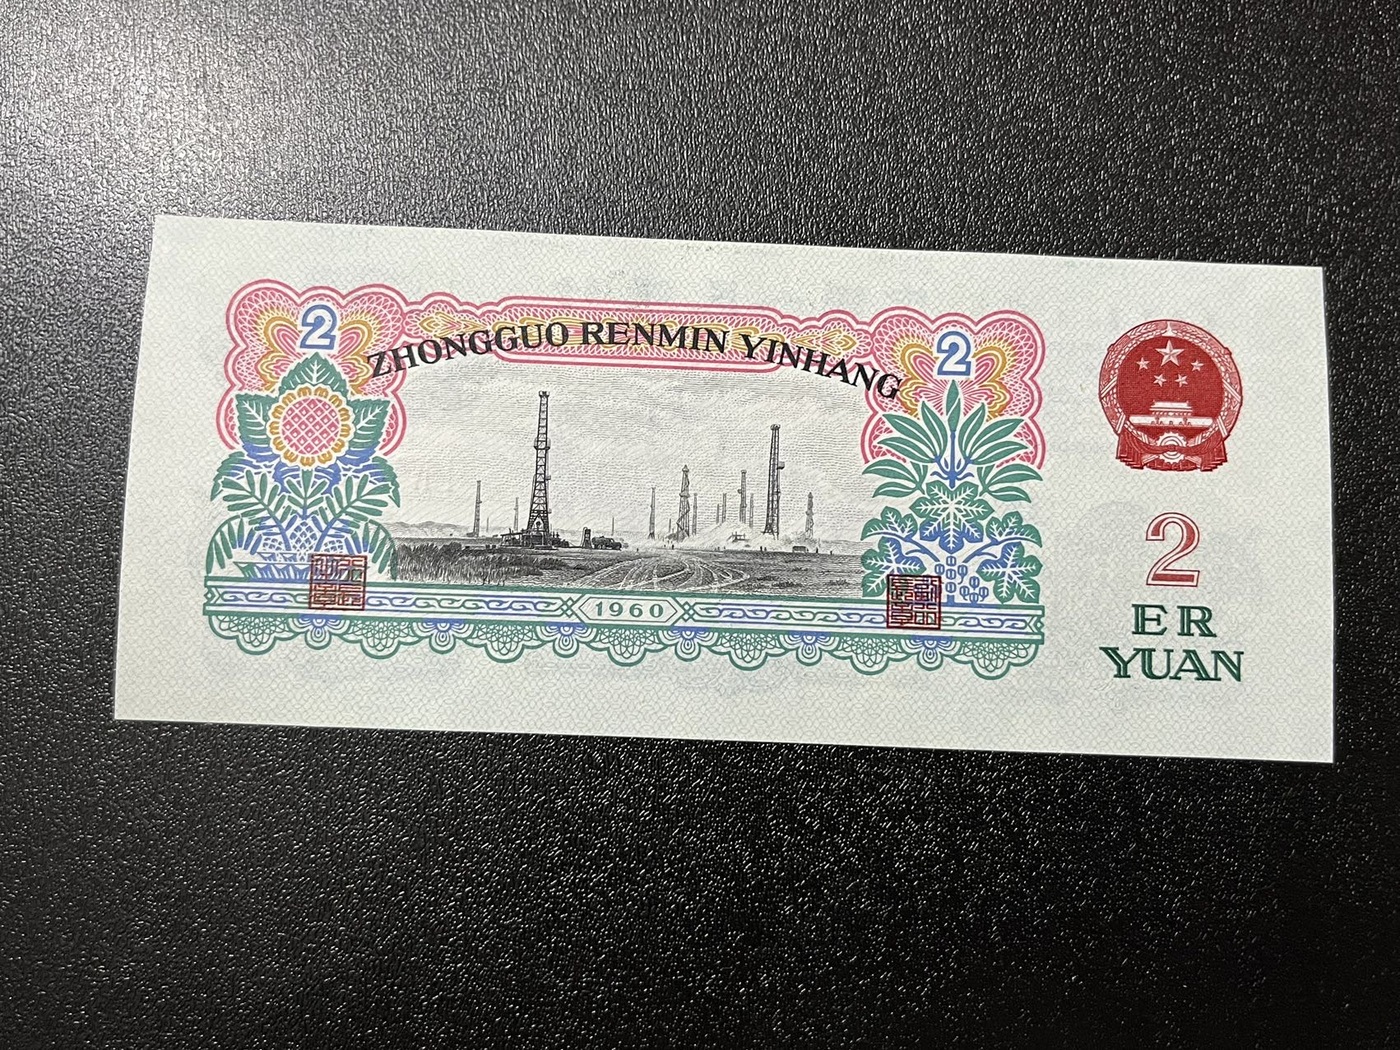 2
2
ZHONGGUO RENMIN YINHANG
1960
2
ER
YUAN